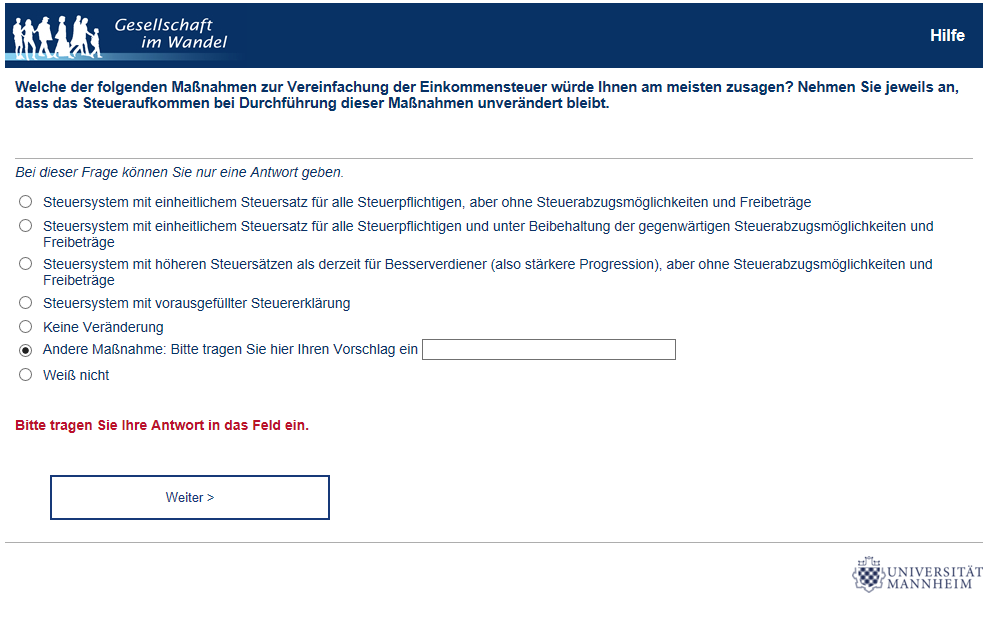 Gesellschaft
im Wandel
Hilfe
Welche der folgenden Maßnahmen zur Vereinfachung der Einkommensteuer würde Ihnen am meisten zusagen? Nehmen Sie jeweils an,
dass das Steueraufkommen bei Durchführung dieser Maßnahmen unverändert bleibt.
Bei dieser Frage können Sie nur eine Antwort geben.
Steuersystem mit einheitlichem Steuersatz für alle Steuerpflichtigen, aber ohne Steuerabzugsmöglichkeiten und Freibeträge
Steuersystem mit einheitlichem Steuersatz für alle Steuerpflichtigen und unter Beibehaltung der gegenwärtigen Steuerabzugsmöglichkeiten und
Freibeträge
Steuersystem mit höheren Steuersätzen als derzeit für Besserverdiener (also stärkere Progression), aber ohne Steuerabzugsmöglichkeiten und
Freibeträge
Steuersystem mit vorausgefüllter Steuererklärung
Keine Veränderung
Andere Maßnahme: Bitte tragen Sie hier Ihren Vorschlag ein
Weiß nicht
Bitte tragen Sie Ihre Antwort in das Feld ein.
Weiter >
UNIVERSITÄT
MANNHEIM